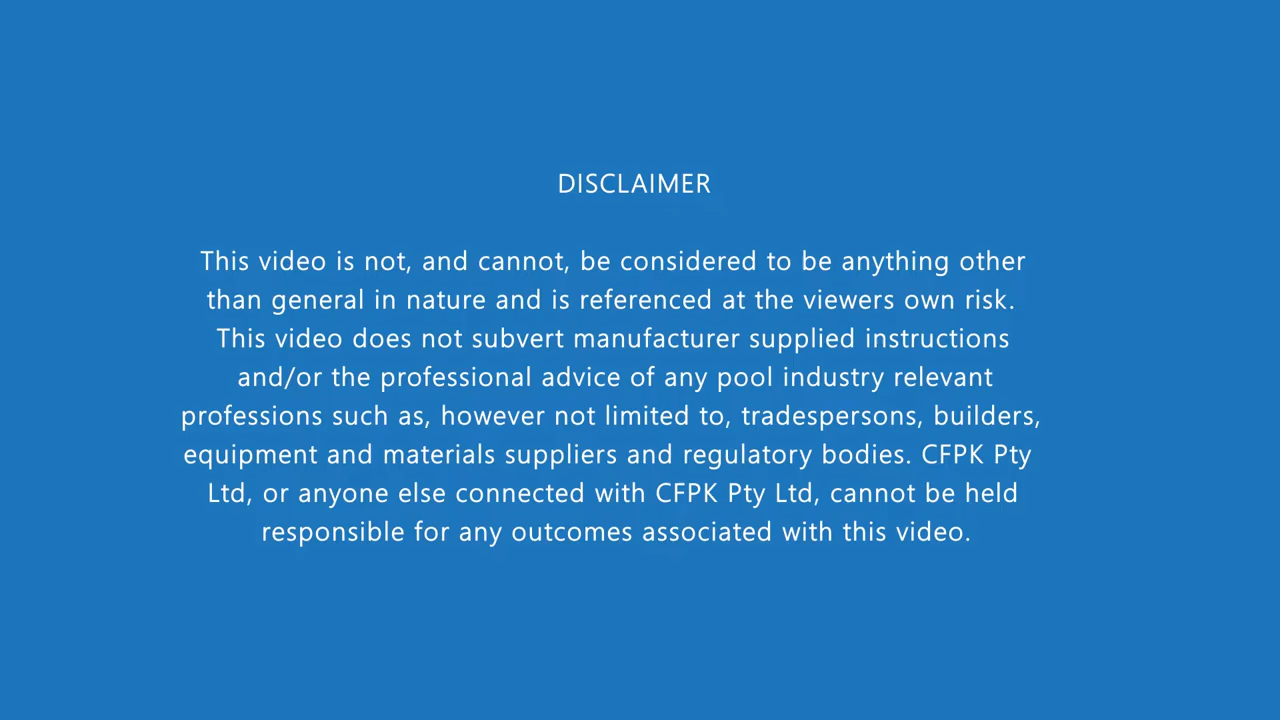 DISCLAIMER
This video is not, and cannot, be considered to be anything other
than general in nature and is referenced at the viewers own risk.
This video does not subvert manufacturer supplied instructions
and/or the professional advice of any pool industry relevant
professions such as, however not limited to, tradespersons, builders,
equipment and materials suppliers and regulatory bodies. CFPK Pty
Ltd, or anyone else connected with CFPK Pty Ltd, cannot be held
responsible for any outcomes associated with this video.